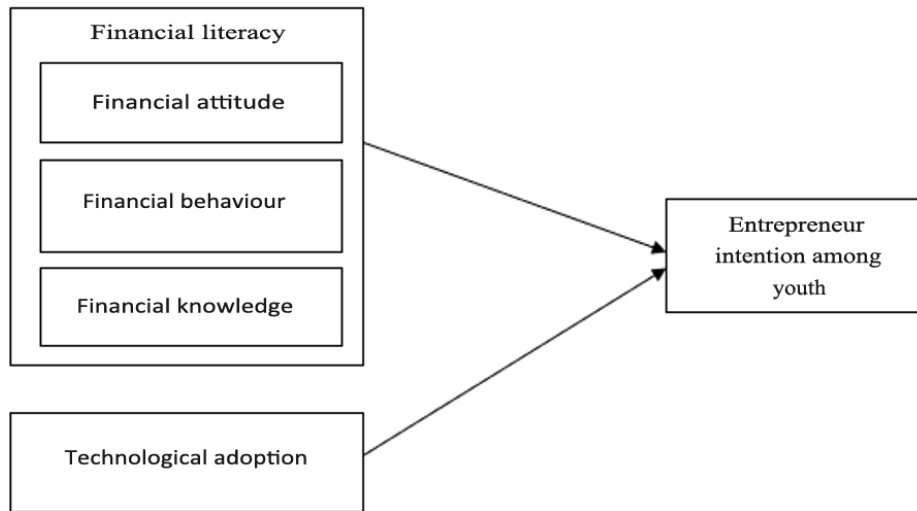 Financial literacy
Financial attitude
Financial behaviour
Financial knowledge
Technological adoption
Entrepreneur
intention among
youth